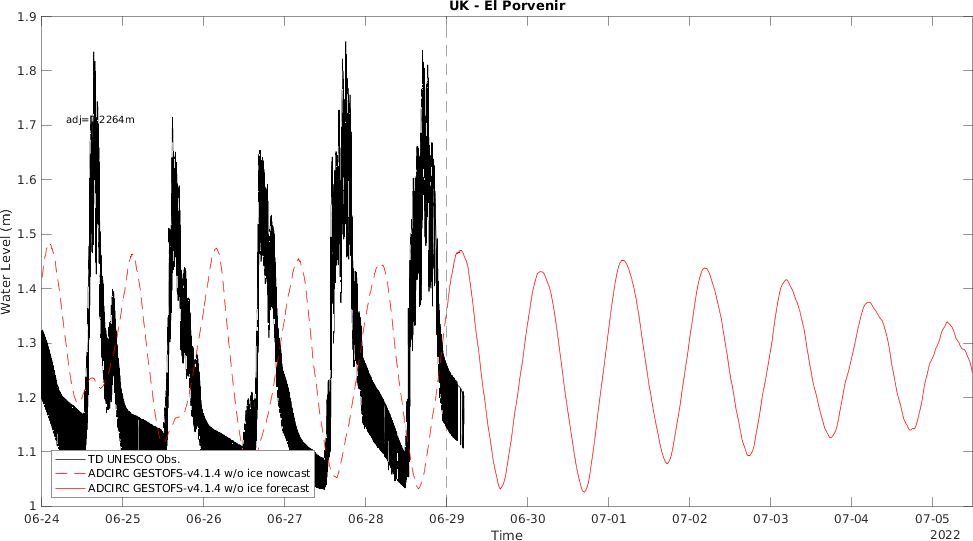 UK - El Porvenir
1.9
1.8
1.7
1.6
1.5
1.4
1.3
1.2
1.1
1
Water Level (m)
adj=1.2264m
TD UNESCO Obs.
ADCIRC GESTOFS-v4.1.4 w/o ice nowcast
ADCIRC GESTOFS-v4.1.4 w/o ice forecast
06-24 06-25 06-26 06-27 06-28 06-29 06-30 07-01 07-02 07-03 07-04 07-05
Time
2022